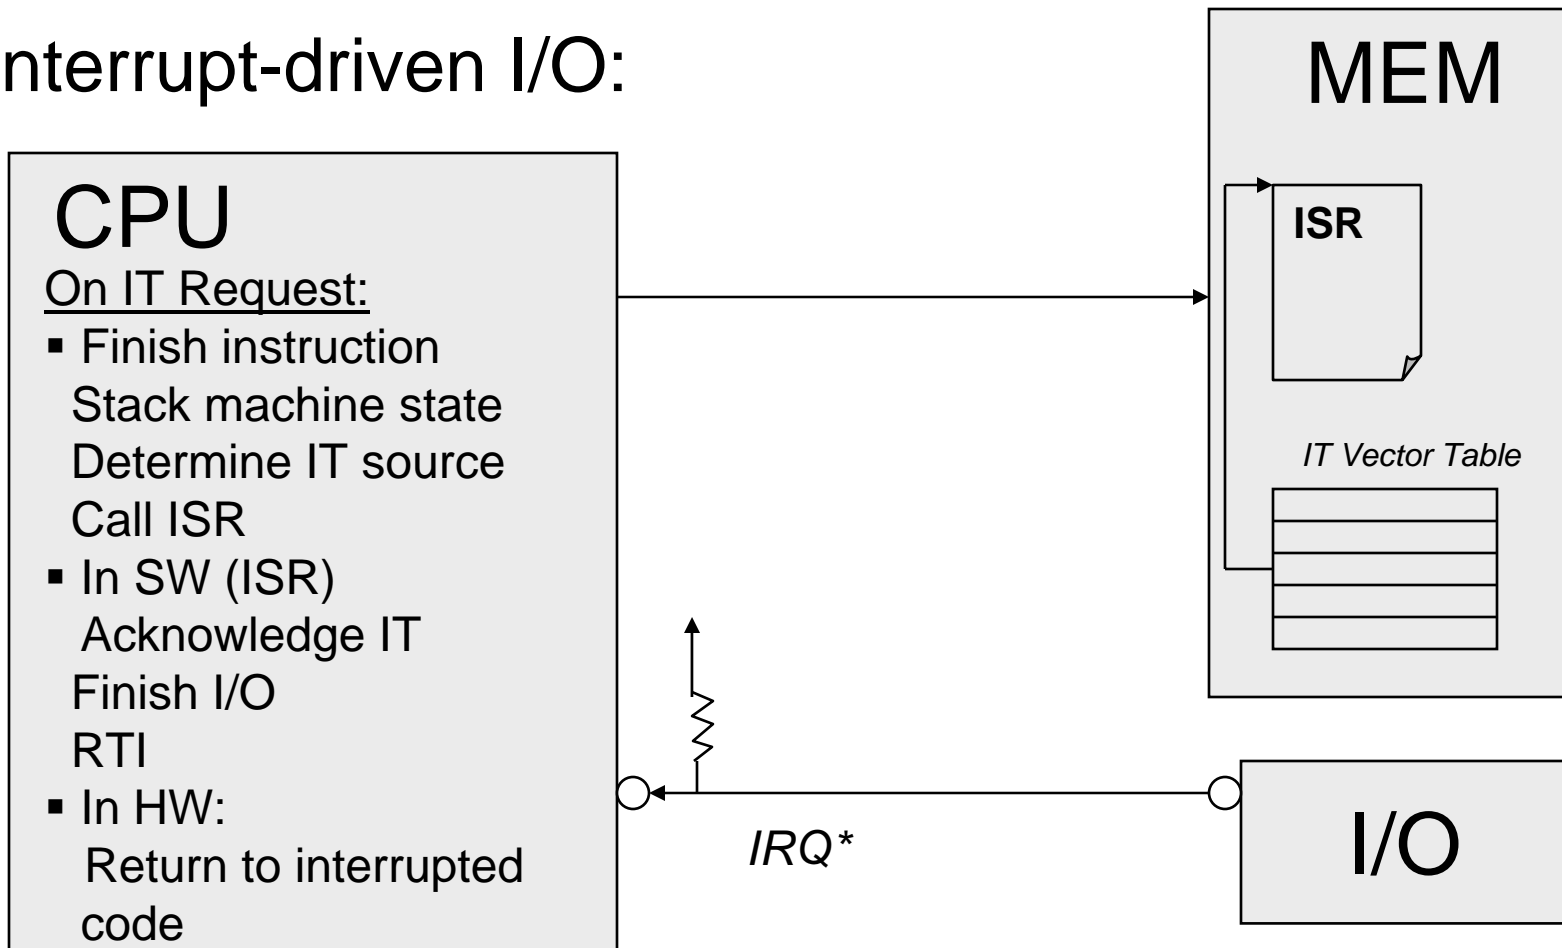 nterrupt-driven I/O:
MEM
CPU
On IT Request:
▪ Finish instruction
Stack machine state
Determine IT source
Call ISR
▪ In SW (ISR)
Acknowledge IT
Finish I/O
RTI
▪ In HW:
Return to interrupted
code
ISR
IT Vector Table
IRQ*
I/O